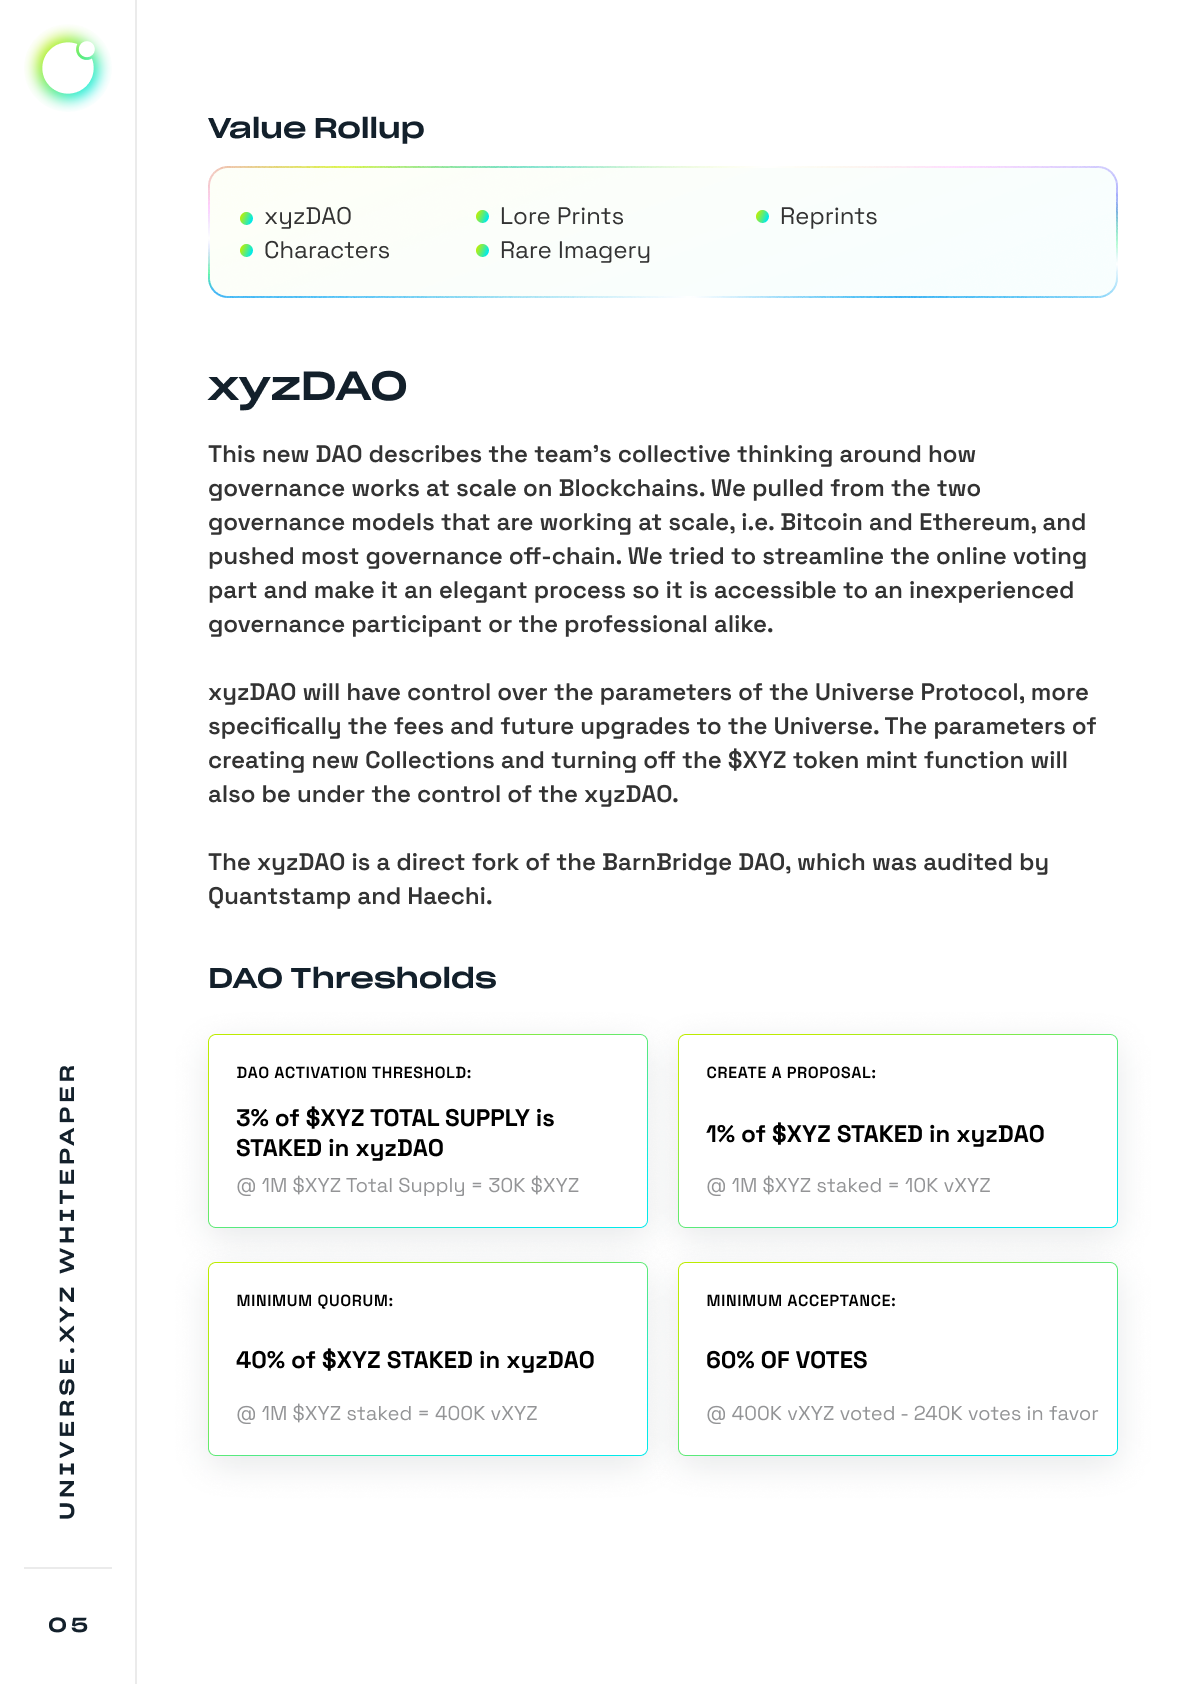 Value Rollup
xyzDAO
Lore Prints
Reprints
Characters
Rare Imagery
xyzDAO
This new DAO describes the team's collective thinking around how
governance works at scale on Blockchains. We pulled from the two
governance models that are working at scale, i.e. Bitcoin and Ethereum, and
pushed most governance off-chain. We tried to streamline the online voting
part and make it an elegant process so it is accessible to an inexperienced
governance participant or the professional alike.
xyzDAO will have control over the parameters of the Universe Protocol, more
specifically the fees and future upgrades to the Universe. The parameters of
creating new Collections and turning off the $XYZ token mint function will
also be under the control of the xyzDAO.
The xyzDAO is a direct fork of the BarnBridge DAO, which was audited by
Quantstamp and Haechi.
DAO Thresholds
DAO ACTIVATION THRESHOLD:
3% of $XYZ TOTAL SUPPLY is
STAKED in xyzDAO
@ 1M $XYZ Total Supply = 30K $XYZ
CREATE A PROPOSAL:
1% of $XYZ STAKED in xyzDAO
@ 1M $XYZ staked = 10K vXYZ
MINIMUM QUORUM:
40% of $XYZ STAKED in xyzDAO
@ 1M $XYZ staked = 400K vXYZ
MINIMUM ACCEPTANCE:
60% OF VOTES
@ 400K vXYZ voted - 240K votes in favor
UNIVERSE.XYZ WHITEPAPER
05